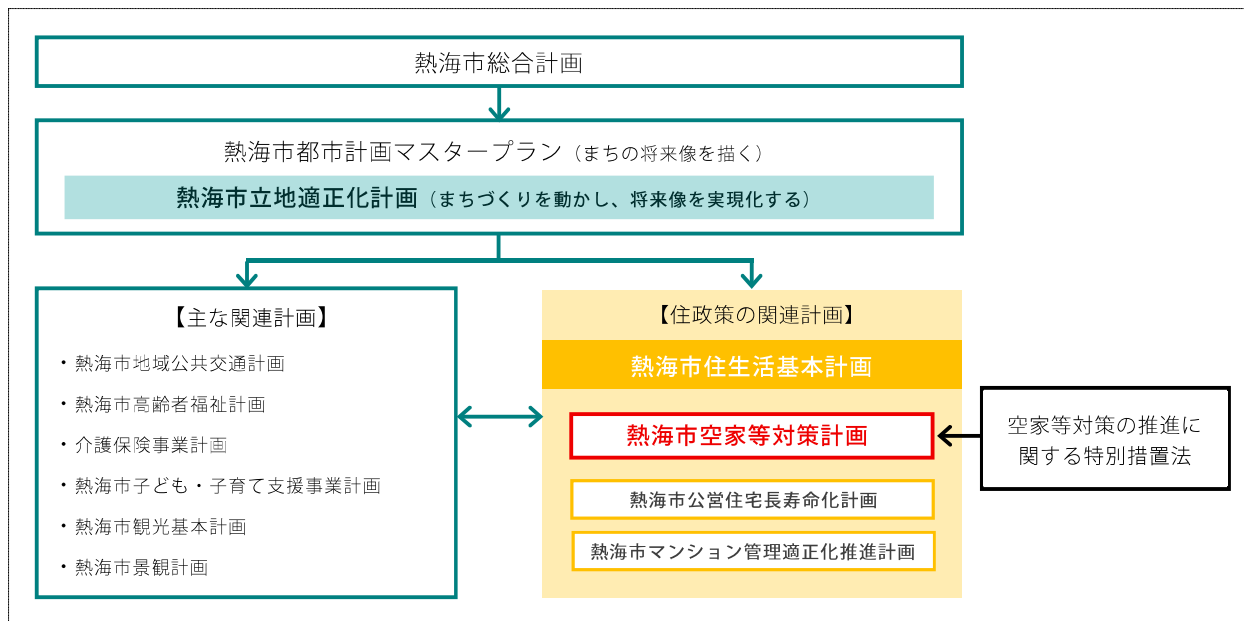 熱海市総合計画
熱海市都市計画マスタープラン（まちの将来像を描く）
熱海市立地適正化計画（まちづくりを動かし、将来像を実現化する）
【主な関連計画】
・熱海市地域公共交通計画
・熱海市高齢者福祉計画
・介護保険事業計画
・熱海市子ども・子育て支援事業計画
・熱海市観光基本計画
・熱海市景観計画
【住政策の関連計画】
熱海市住生活基本計画
熱海市空家等対策計画
熱海市公営住宅長寿命化計画
熱海市マンション管理適正化推進計画
空家等対策の推進に
関する特別措置法